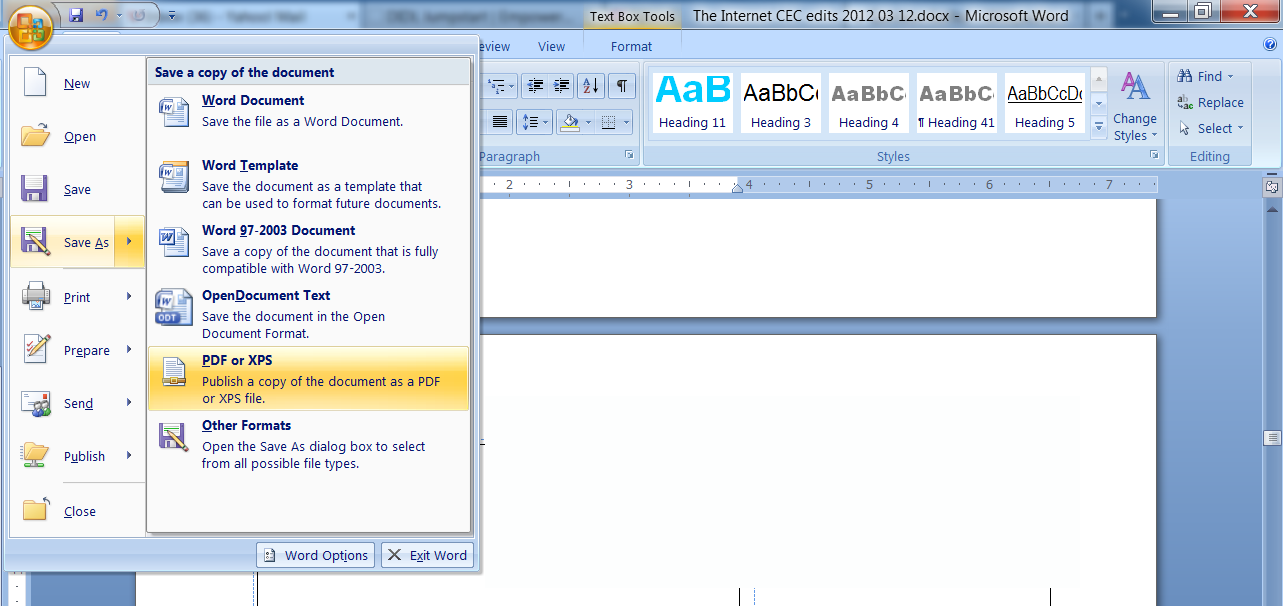 Text Box Tools
The Internet CEC edits 2012 03 12.docx - Microsoft Word
View
Format
New
Open
Save
Save As
Print
Prepare
Send
Publish
Close
Save a copy of the document
Word Document
Save the file as a Word Document.
Word Template
Save the document as a template that
can be used to format future documents.
Word 97-2003 Document
Save a copy of the document that is fully
compatible with Word 97-2003.
OpenDocument Text
Save the document in the Open
Document Format.
PDF or XPS
Publish a copy of the document as a PDF
or XPS file.
Other Formats
Open the Save As dialog box to select
from all possible file types.
Word Options
Exit Word
Paragraph
AaB
Heading 11
AaBbC
Heading 3
AaBbC
Heading 4
AaBbC
¶ Heading 41
AaBbCcD
Heading 5
Styles
Change
Styles
Find
Replace
Select
Editing
2 3 4 5 6 7